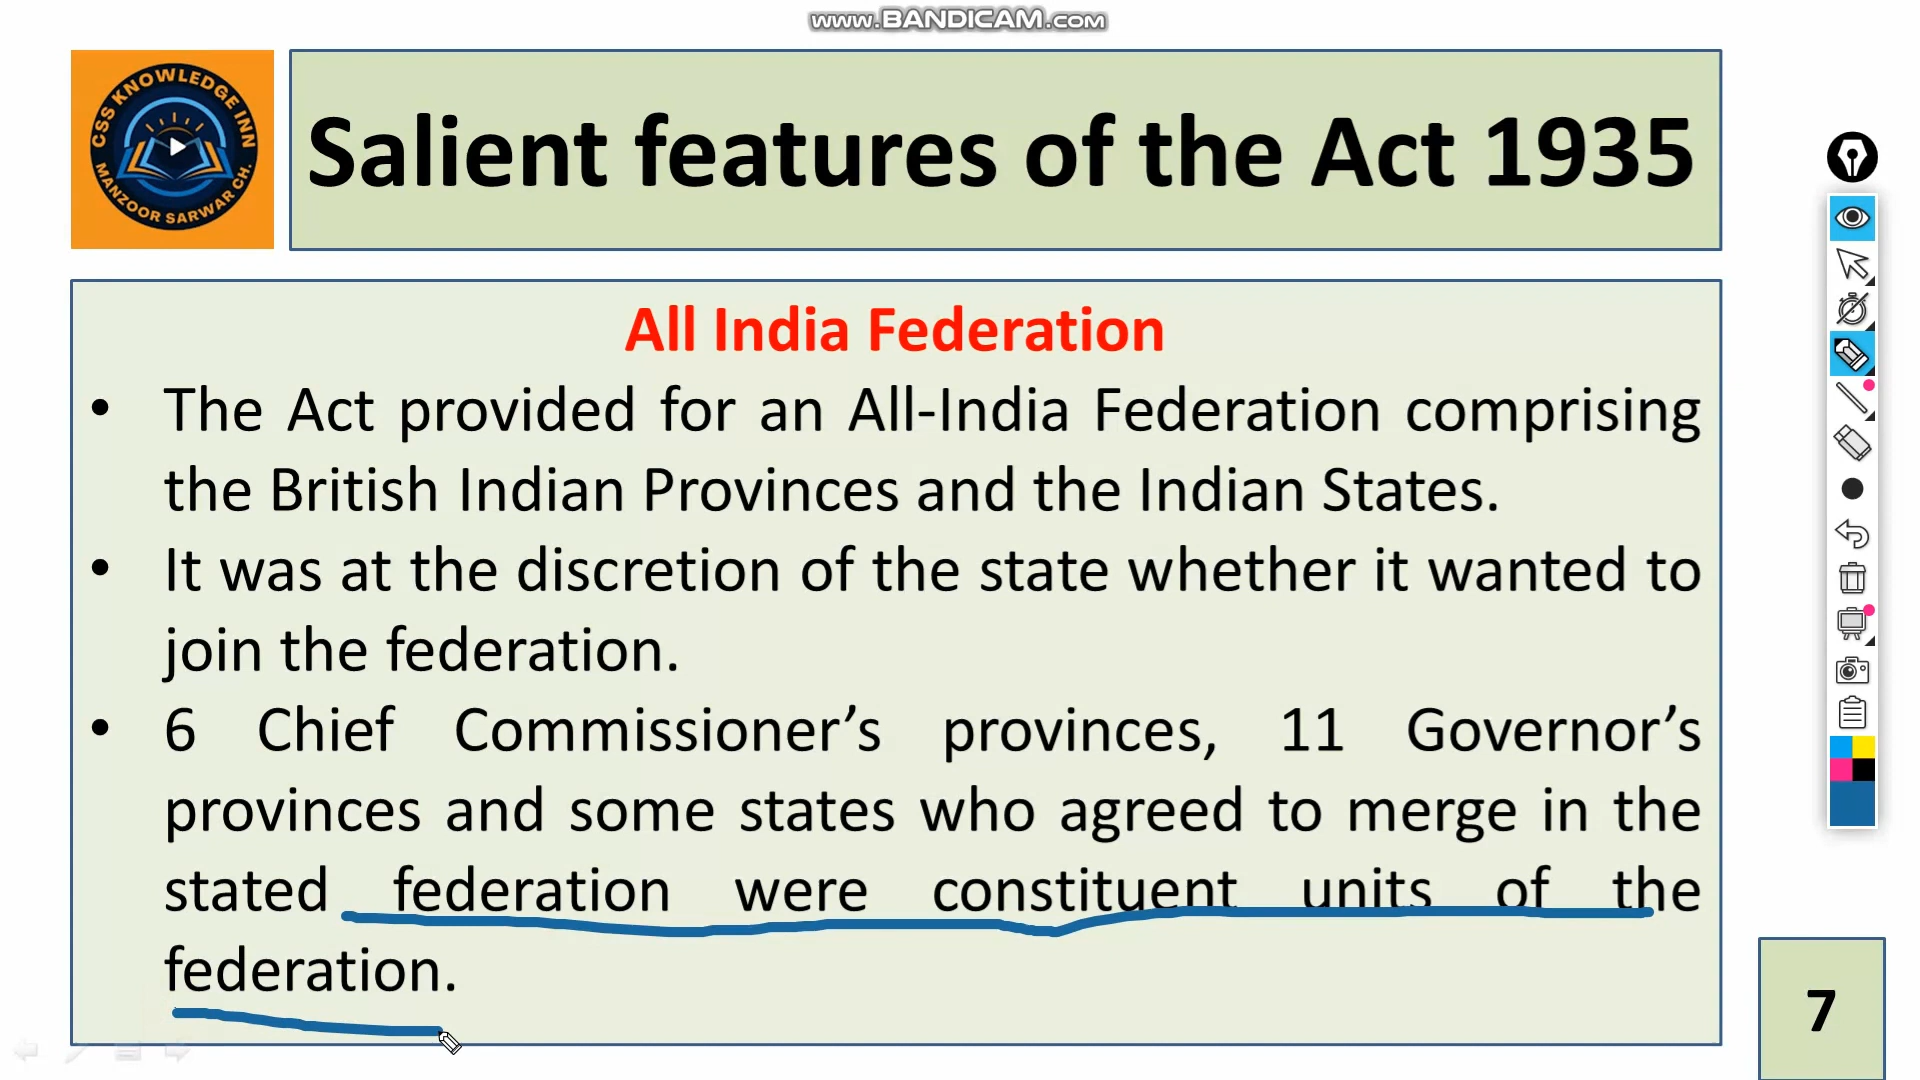 www.BANDICAM.com
CSS KNOWLEDGE INN
MANZOOR SARWAR CH.
Salient features of the Act 1935
All India Federation
• The Act provided for an All-India Federation comprising
the British Indian Provinces and the Indian States.
• It was at the discretion of the state whether it wanted to
join the federation.
• 6 Chief Commissioner’s provinces, 11 Governor’s
provinces and some states who agreed to merge in the
stated federation were constituent units of the
federation.
7